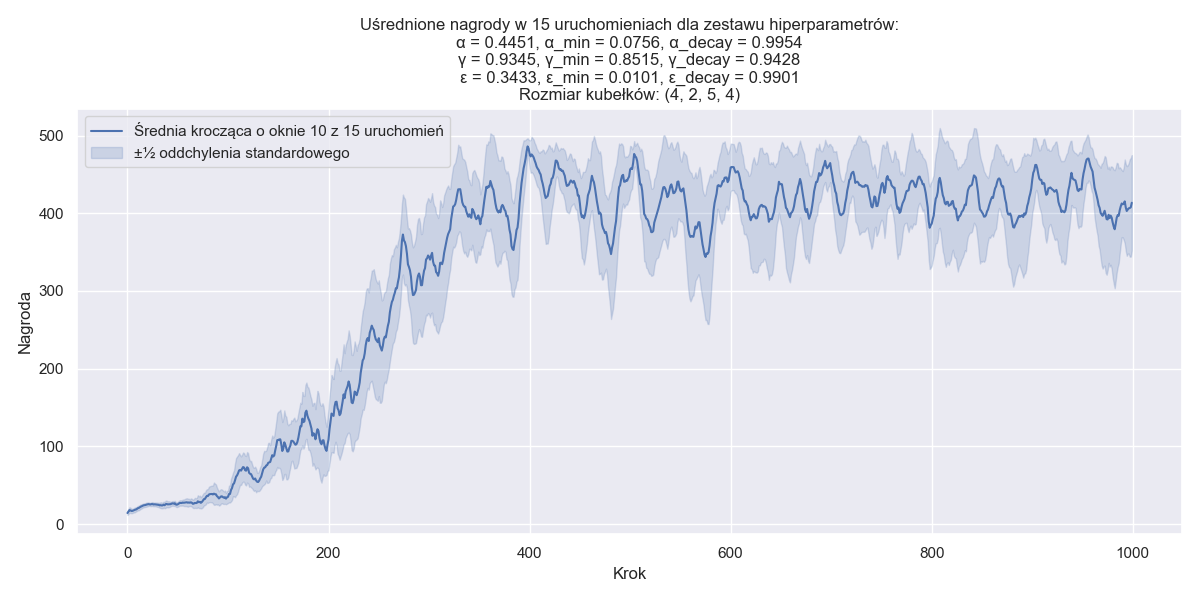 Uśrednione nagrody w 15 uruchomieniach dla zestawu hiperparametrów:
α = 0.4451, α_min = 0.0756, α_decay = 0.9954
γ = 0.9345, γ_min = 0.8515, γ_decay = 0.9428
ε = 0.3433, ε_min = 0.0101, ε_decay = 0.9901
Rozmiar kubełków: (4, 2, 5, 4)
Średnia krocząca o oknie 10 z 15 uruchomień
±½ oddchylenia standardowego
Nagroda
500
400
300
200
100
0
0 200 400 600 800 1000
Krok